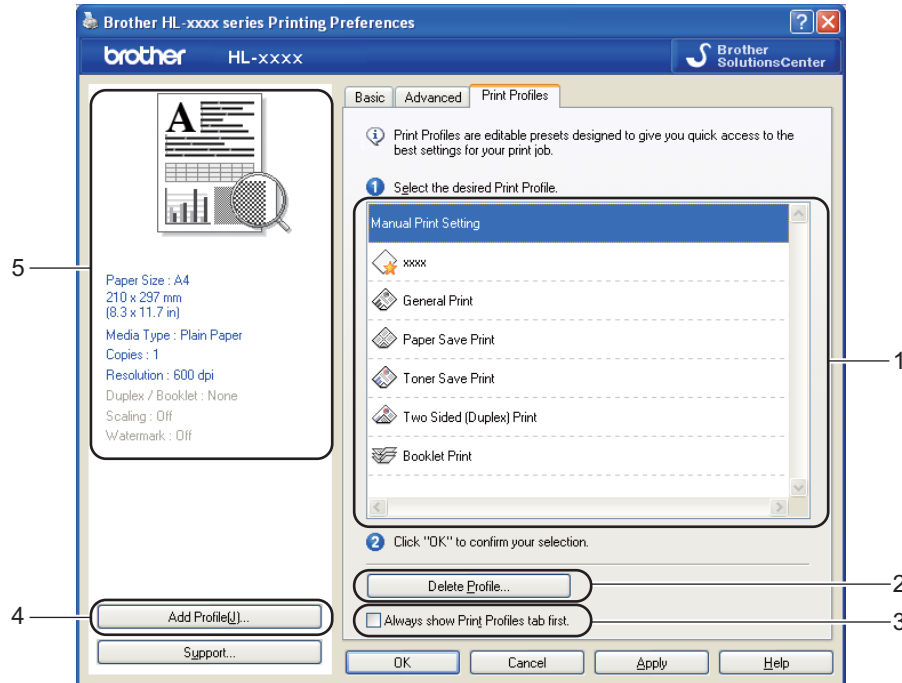 Brother HL-xxxx series Printing Preferences
brother HL-xxxx
Brother
SolutionsCenter
A
Paper Size : A4
210 x 297 mm
(8.3 x 11.7 in)
Media Type : Plain Paper
Copies : 1
Resolution : 600 dpi
Duplex / Booklet : None
Scaling : Off
Watermark : Off
Add Profile(J)...
Support...
Basic Advanced Print Profiles
Print Profiles are editable presets designed to give you quick access to the
best settings for your print job.
1 Select the desired Print Profile.
Manual Print Setting
xxxx
General Print
Paper Save Print
Toner Save Print
Two Sided (Duplex) Print
Booklet Print
2 Click "OK" to confirm your selection.
Delete Profile...
Always show Print Profiles tab first.
OK Cancel Apply Help
5
4
1
2
3